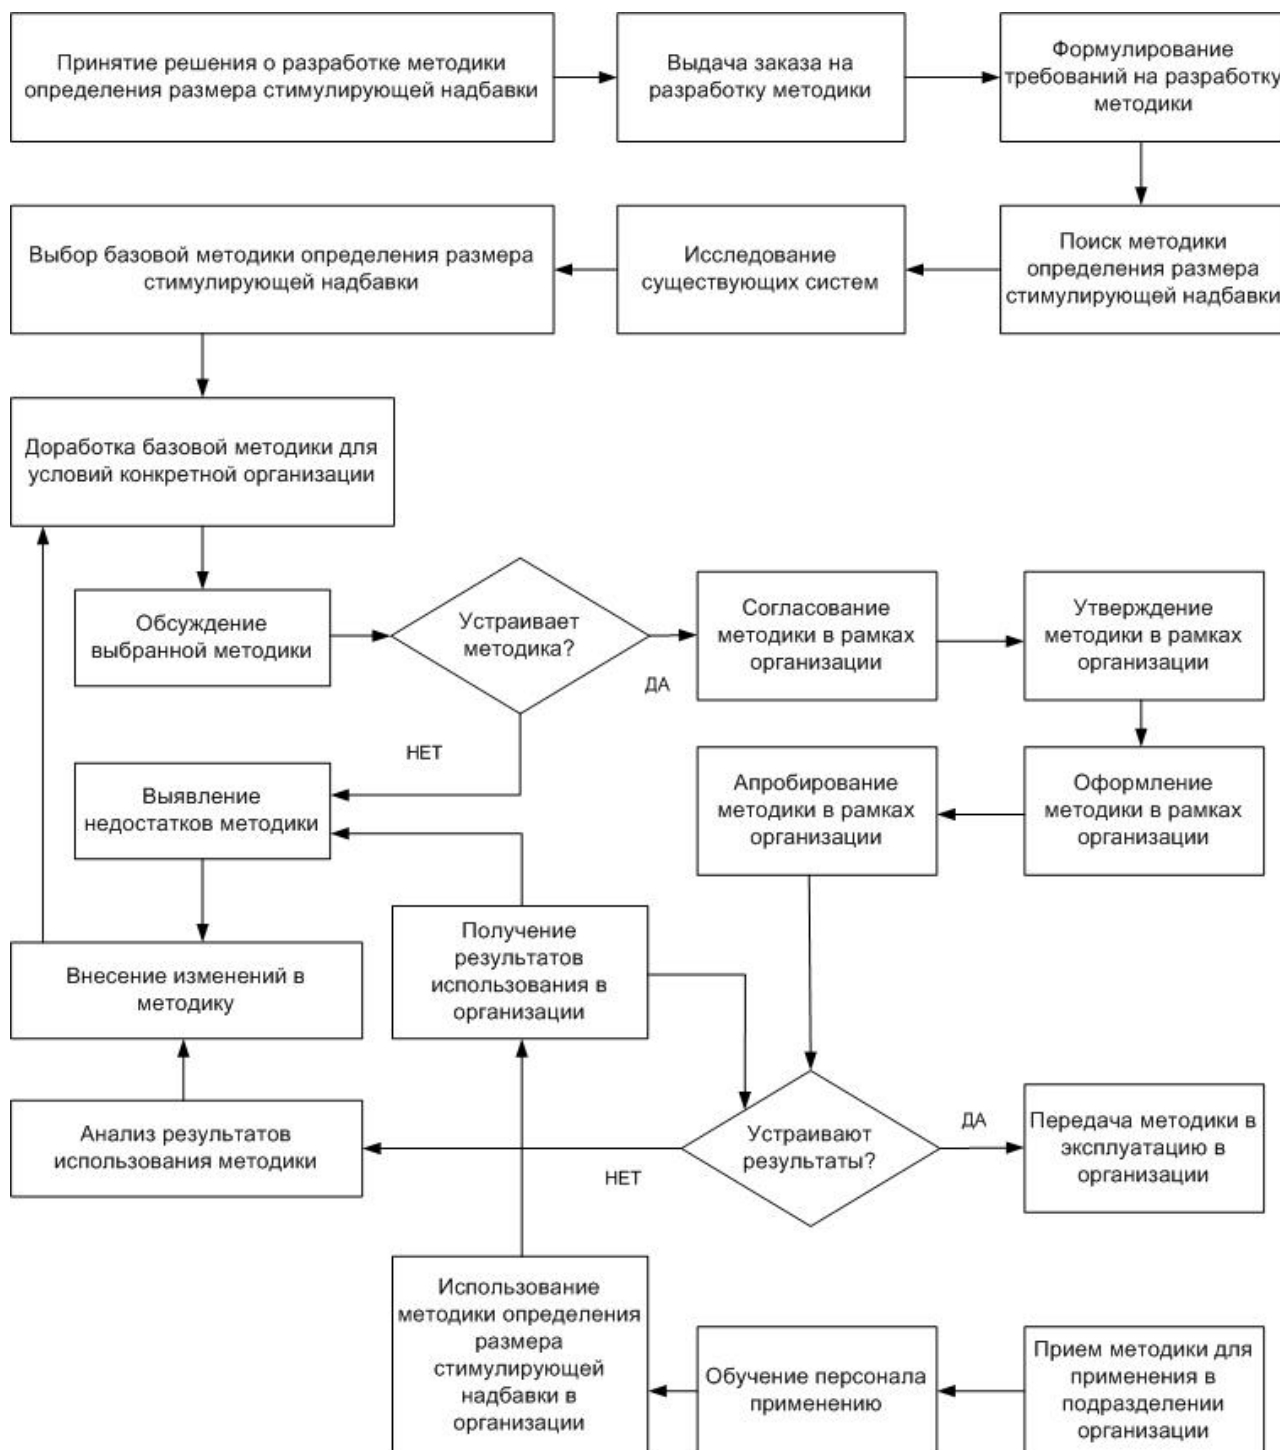 Принятие решения о разработке методики
определения размера стимулирующей надбавки
Выдача заказа на
разработку методики
Формулирование
требований на разработку
методики
Выбор базовой методики определения размера
стимулирующей надбавки
Исследование
существующих систем
Поиск методики
определения размера
стимулирующей надбавки
Доработка базовой методики для
условий конкретной организации
Обсуждение
выбранной методики
Устраивает
методика?
ДА
НЕТ
Согласование
методики в рамках
организации
Утверждение
методики в рамках
организации
Выявление
недостатков методики
Апробирование
методики в рамках
организации
Оформление
методики в рамках
организации
Внесение изменений в
методику
Получение
результатов
использования в
организации
Анализ результатов
использования методики
Устраивают
результаты?
НЕТ
ДА
Передача методики в
эксплуатацию в
организации
Использование
методики определения
размера
стимулирующей
надбавки в
организации
Обучение персонала
применению
Прием методики для
применения в
подразделении
организации